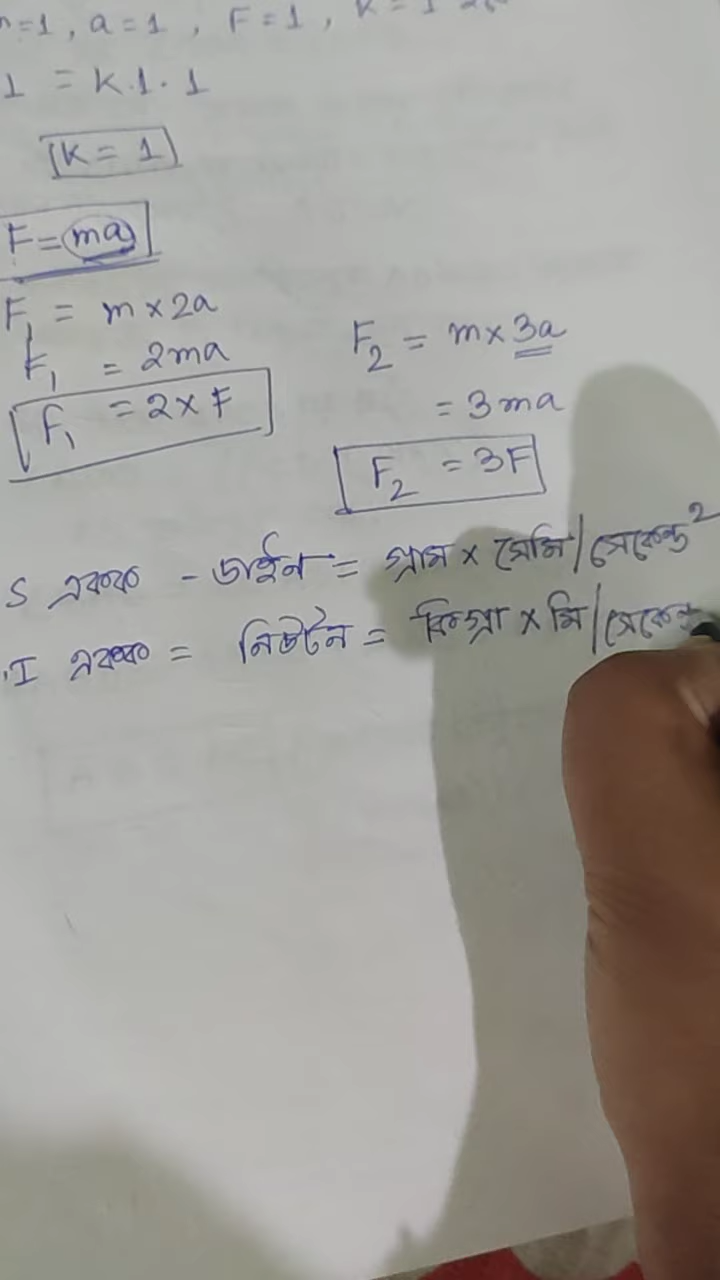 =1, a=1, F=1, K=1
1 = K.1.1
K = 1
F = ma
F₁ = m×2a
F₁ = 2ma
F₁ = 2×F
F₂ = m×3a
= 3ma
F₂ = 3F
S একক - ডাইন = গ্রাম × সেমি/সেকেন্ড²
.I একক = নিউটন = কিগ্রা × মি/সেকেন্ড